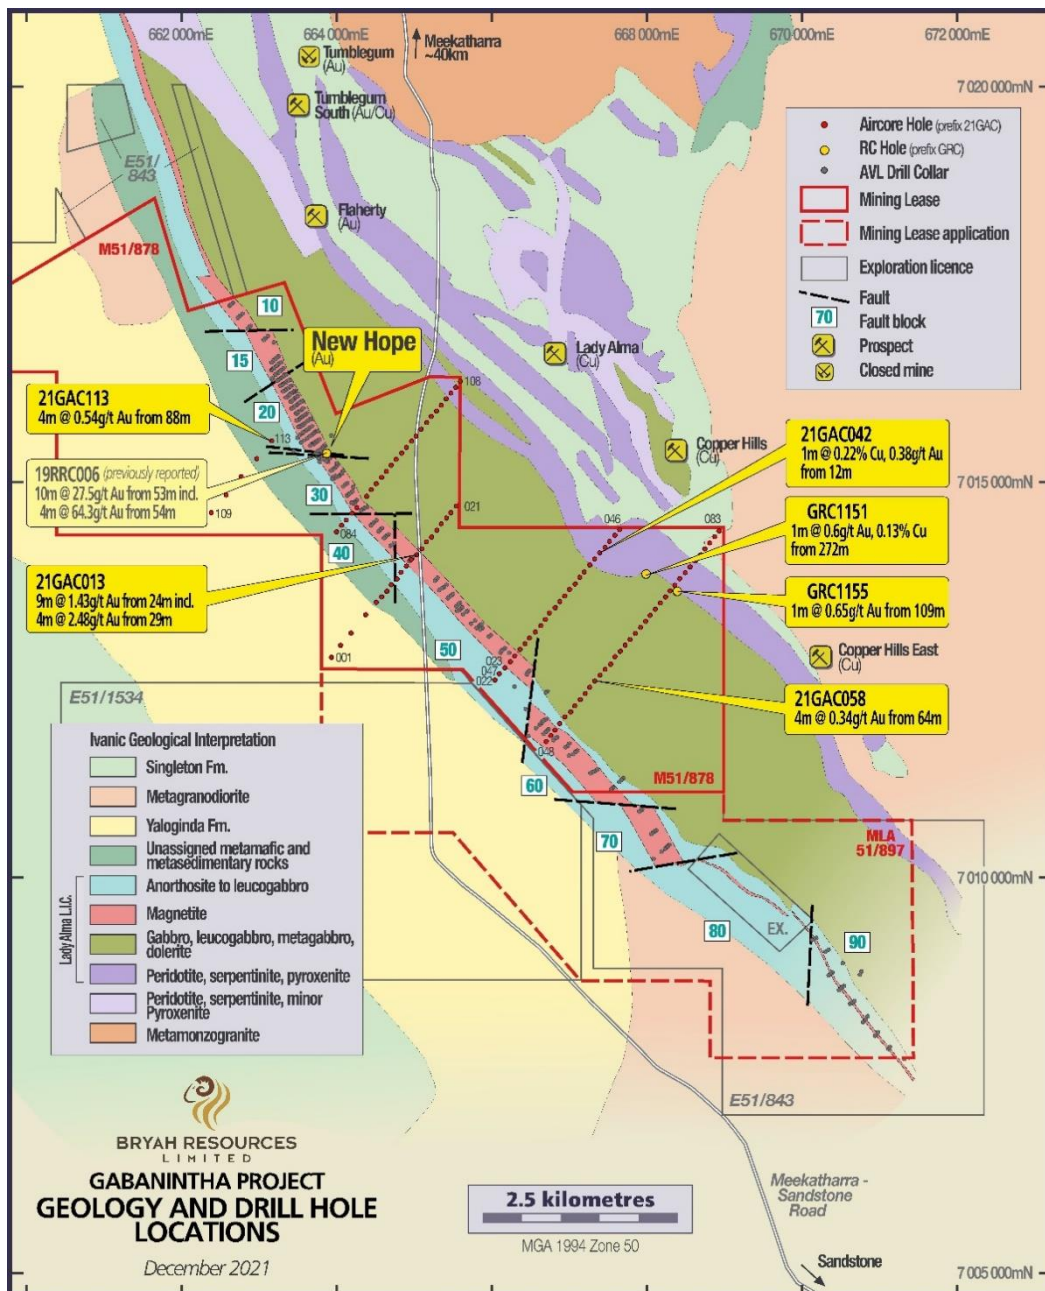 662 000mE
664 000mE
668 000mE
670 000mE
672 000mE
Meekatharra
~40km
Tumblegum
(Au)
Tumblegum
South (Au/Cu)
7 020 000mN
E51/
843
Flaherty
(Au)
M51/878
Aircore Hole (prefix 21GAC)
RC Hole (prefix GRC)
AVL Drill Collar
Mining Lease
Mining Lease application
Exploration licence
Fault
70
Fault block
Prospect
Closed mine
10
15
20
New Hope
(Au)
Lady Alma
(Cu)
108
21GAC113
4m @ 0.54g/t Au from 88m
113
19RRC006 (previously reported)
10m @ 27.5g/t Au from 53m incl.
4m @ 64.3g/t Au from 54m
109
30
084
40
021
046
083
Copper Hills
(Cu)
21GAC042
1m @ 0.22% Cu, 0.38g/t Au
from 12m
7 015 000mN
GRC1151
1m @ 0.6g/t Au, 0.13% Cu
from 272m
GRC1155
1m @ 0.65g/t Au from 109m
21GAC013
9m @ 1.43g/t Au from 24m incl.
4m @ 2.48g/t Au from 29m
001
50
023
047
022
Copper Hills East
(Cu)
21GAC058
4m @ 0.34g/t Au from 64m
E51/1534
048
M51/878
60
70
MLA
51/897
7 010 000mN
80
EX.
90
E51/843
Ivanic Geological Interpretation
Singleton Fm.
Metagranodiorite
Yaloginda Fm.
Unassigned metamafic and
metasedimentary rocks
Lady Alma L.I.C.
Anorthosite to leucogabbro
Magnetite
Gabbro, leucogabbro, metagabbro,
dolerite
Peridotite, serpentinite, pyroxenite
Peridotite, serpentinite, minor
Pyroxenite
Metamonzogranite
BRYAH RESOURCES
LIMITED
GABANINTHA PROJECT
GEOLOGY AND DRILL HOLE
LOCATIONS
December 2021
2.5 kilometres
MGA 1994 Zone 50
Meekatharra -
Sandstone
Road
Sandstone
7 005 000mN